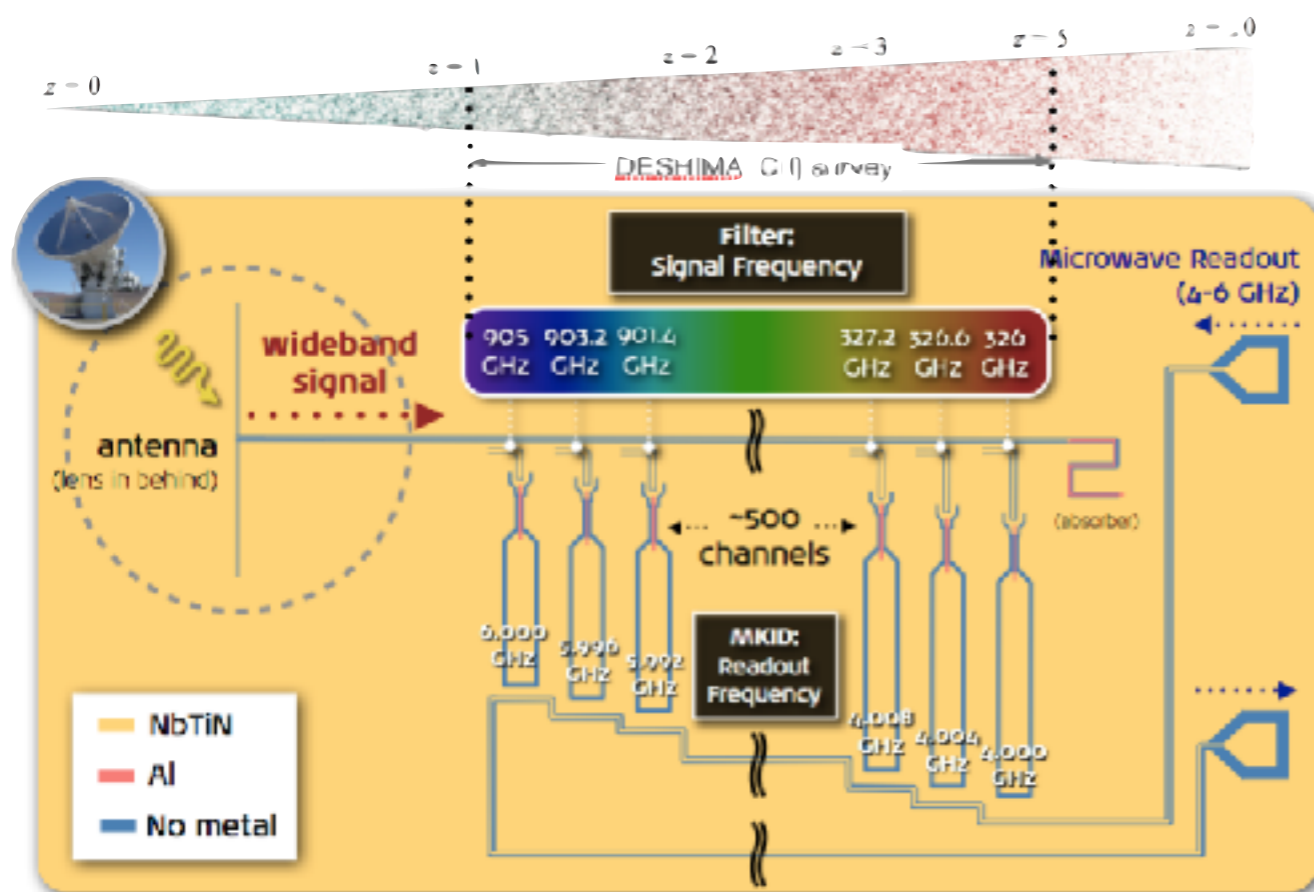 z=0
z=1
z=2
z=3
z=5
DESHIMA
Filter:
Signal Frequency
Microwave Readout
(4-6 GHz)
905
GHz
903.2
GHz
901.4
GHz
327.2
GHz
326.6
GHz
326
GHz
wideband
signal
antenna
(lens in behind)
(absorber)
~500
channels
6.000
GHz
5.996
GHz
5.992
GHz
MKID:
Readout
Frequency
4.008
GHz
4.004
GHz
4.000
GHz
NbTiN
Al
No metal